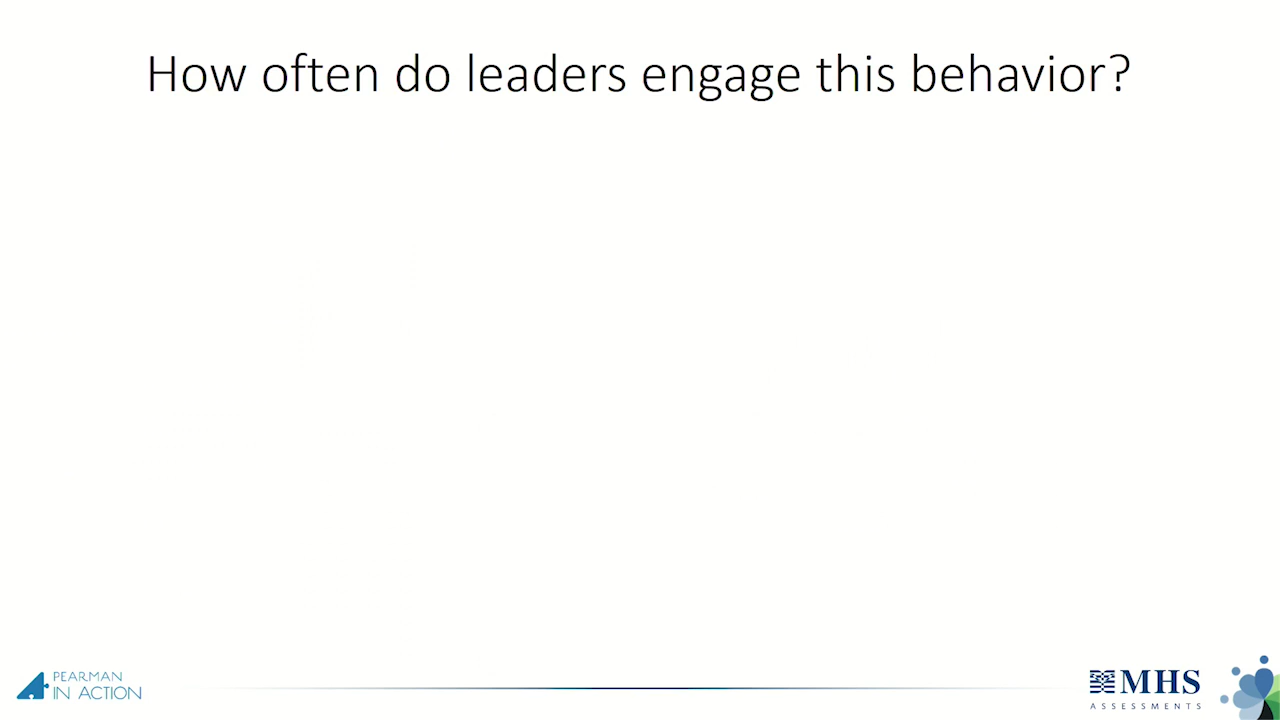 How often do leaders engage this behavior?
PEARMAN
IN ACTION
MHS
ASSESSMENTS